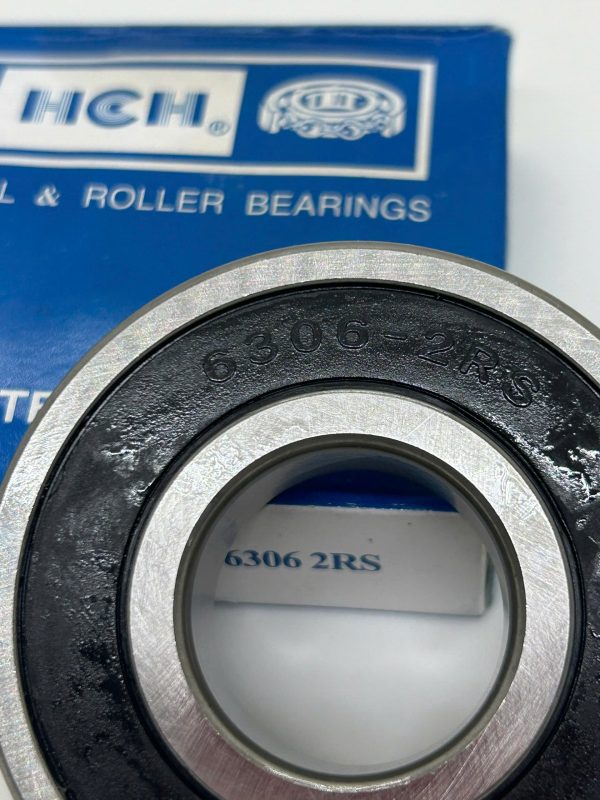 HCH®
L & ROLLER BEARINGS
6306-2RS
6306 2RS